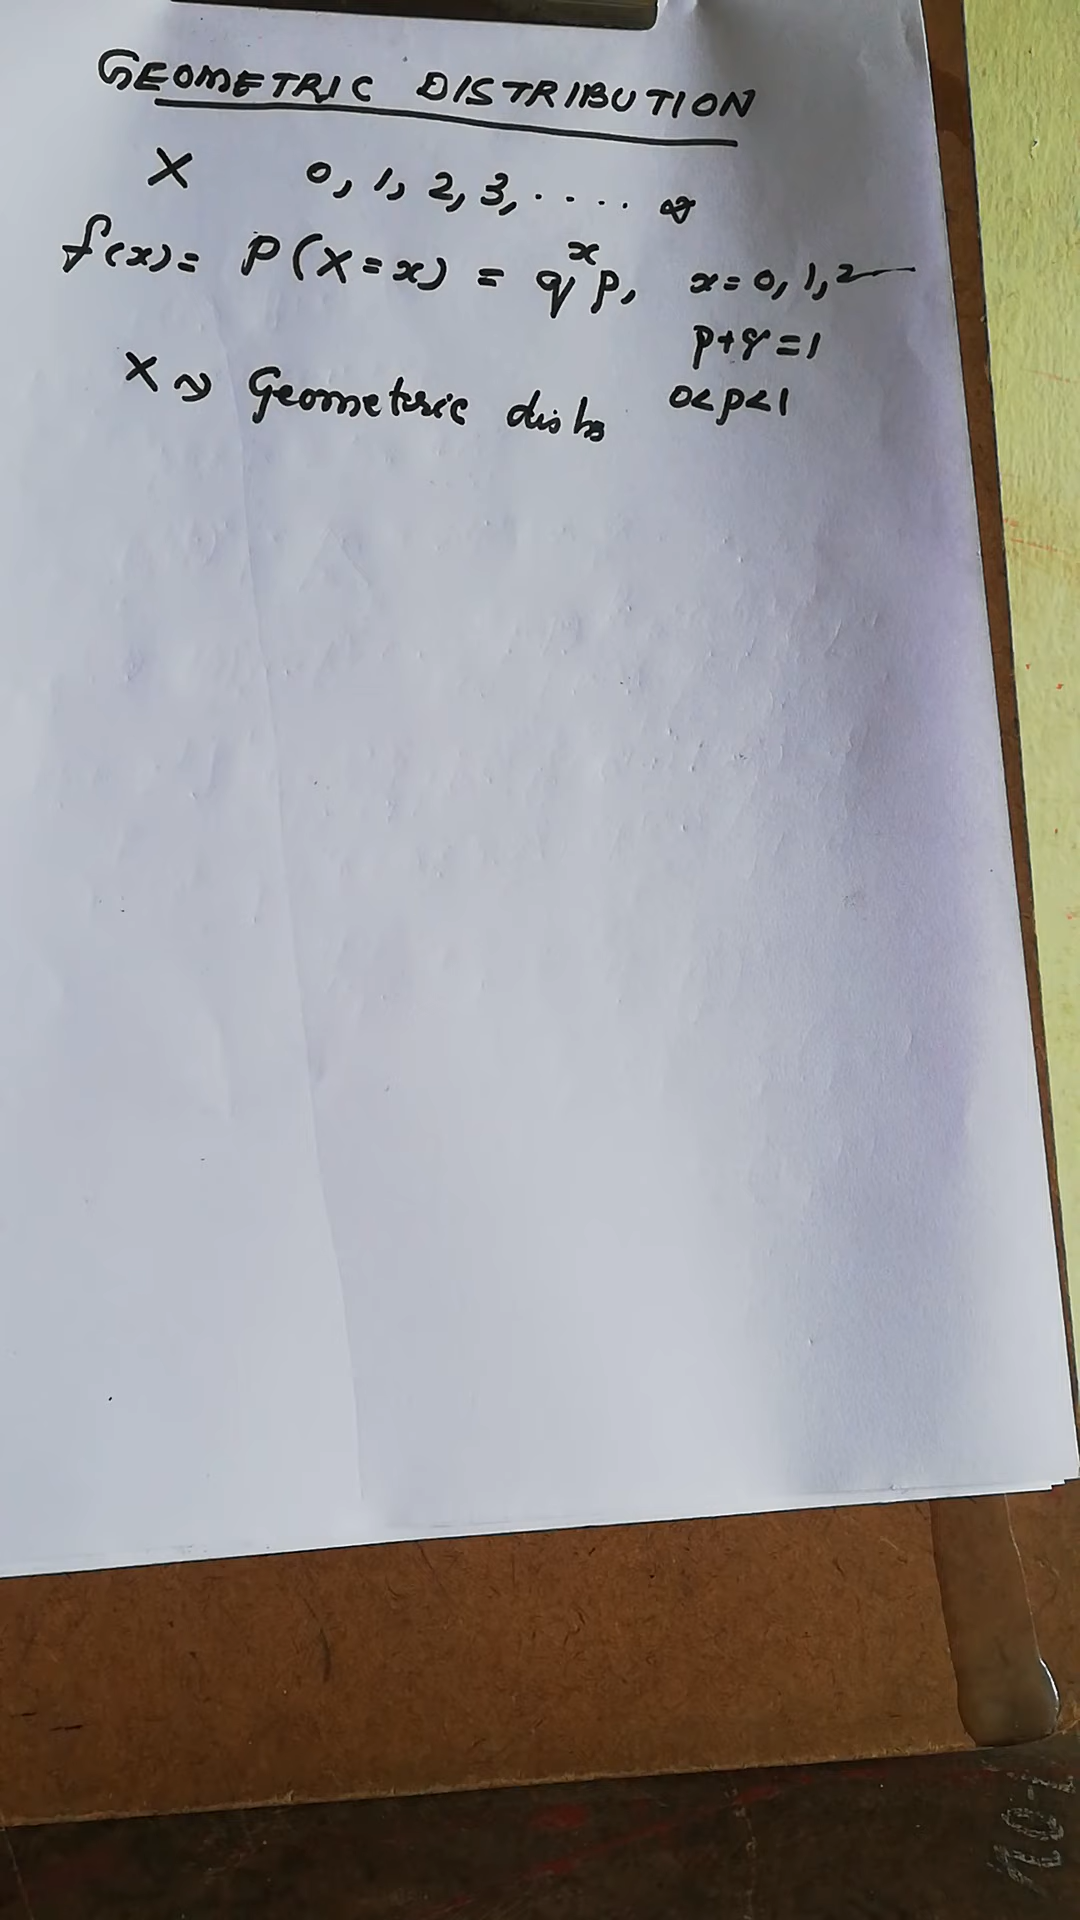 GEOMETRIC DISTRIBUTION
X 0, 1, 2, 3, ..... ∞
f(x) = P(X = x) = q^x p, x = 0, 1, 2—
p + q = 1
0 < p < 1
X ~ Geometric distn